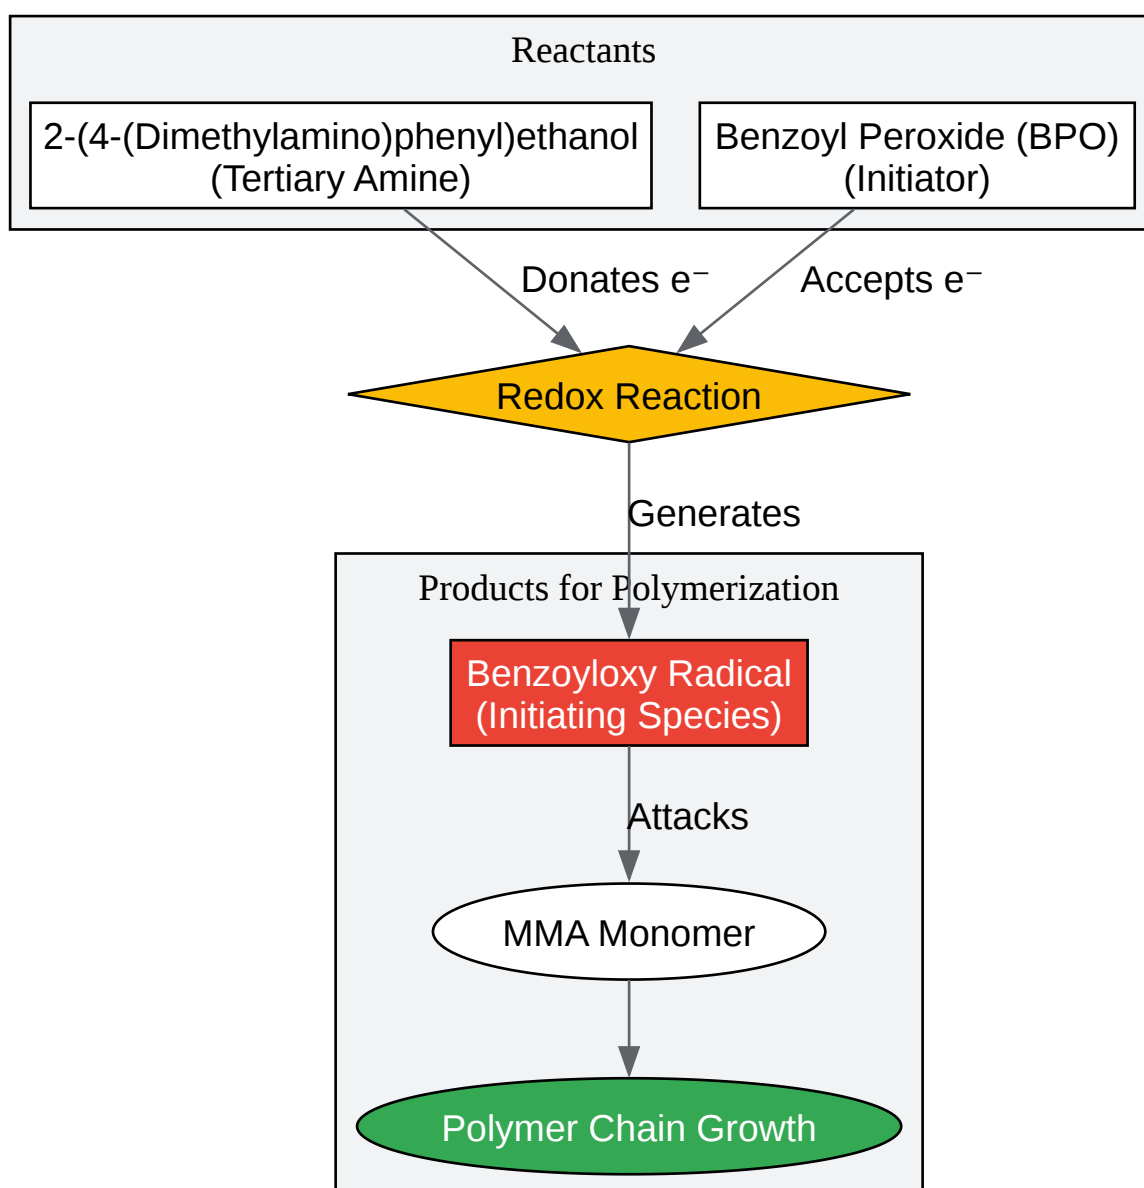 Reactants
2-(4-(Dimethylamino)phenyl)ethanol
(Tertiary Amine)
Benzoyl Peroxide (BPO)
(Initiator)
Donates e⁻
Accepts e⁻
Redox Reaction
Generates
Products for Polymerization
Benzoyloxy Radical
(Initiating Species)
Attacks
MMA Monomer
Polymer Chain Growth